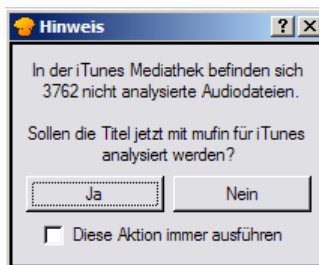 Hinweis
In der iTunes Mediathek befinden sich
3762 nicht analysierte Audiodateien.
Sollen die Titel jetzt mit mufin für iTunes
analysiert werden?
Ja Nein
Diese Aktion immer ausführen